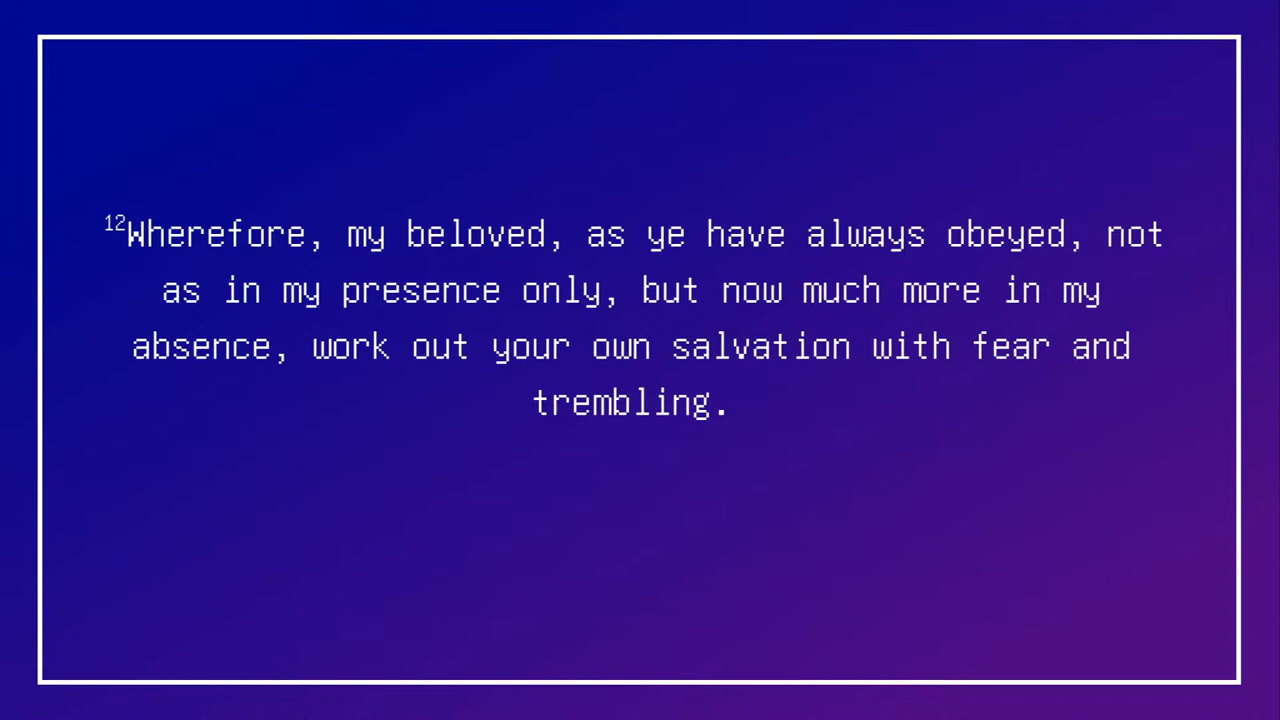 12Wherefore, my beloved, as ye have always obeyed, not
as in my presence only, but now much more in my
absence, work out your own salvation with fear and
trembling.